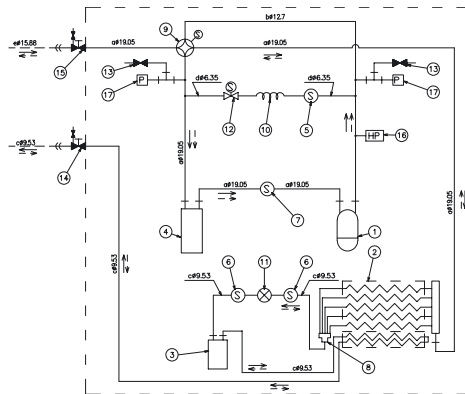 b#12.7
9
S
e#15.88
a#19.05
a#19.05
15
13
13
P
P
17
17
d#6.35
d#6.35
S
S
12
10
5
HP
16
c#9.53
14
a#19.05
a#19.05
a#19.05
S
a#19.05
4
7
1
6
11
6
2
c#9.53
c#9.53
S
S
c#9.53
3
8
c#9.53